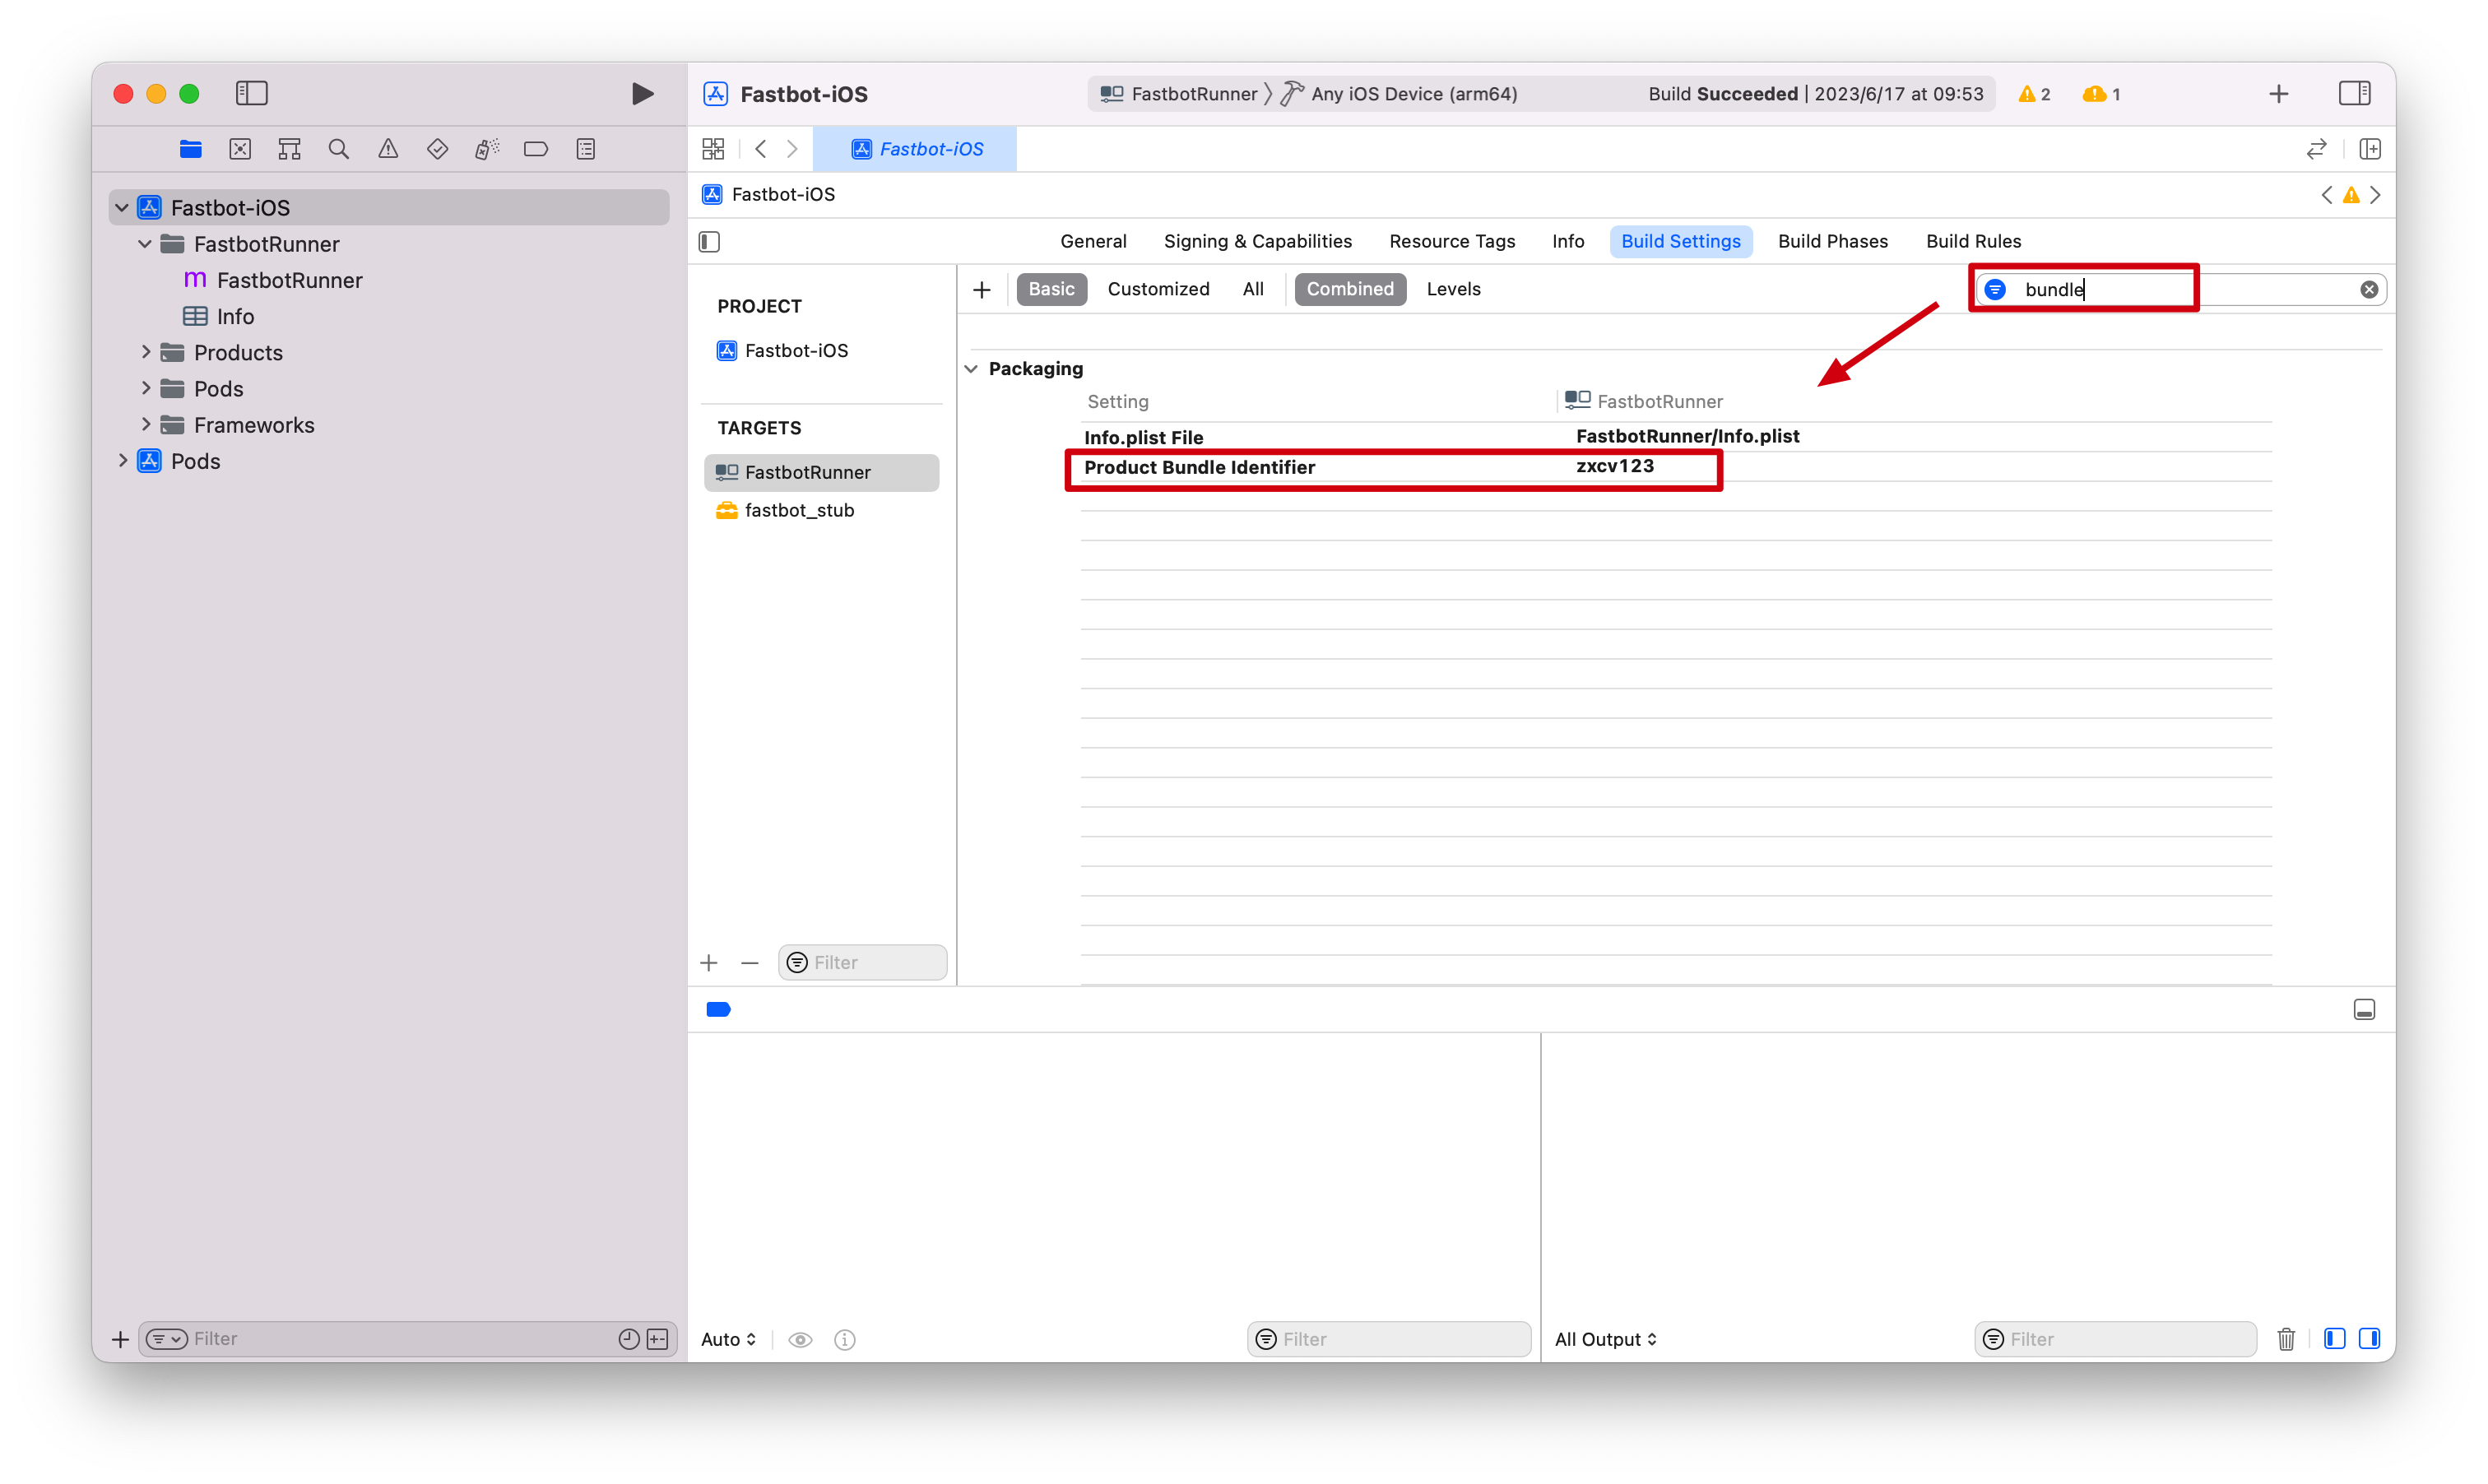 Fastbot-iOS
FastbotRunner 〉 Any iOS Device (arm64)
Build Succeeded | 2023/6/17 at 09:53
2
1
Fastbot-iOS
Fastbot-iOS
FastbotRunner
m FastbotRunner
Info
Products
Pods
Frameworks
Pods
Filter
Fastbot-iOS
General Signing & Capabilities Resource Tags Info Build Settings Build Phases Build Rules
PROJECT
Fastbot-iOS
TARGETS
FastbotRunner
fastbot_stub
Filter
Basic Customized All Combined Levels
bundle
Packaging
Setting FastbotRunner
Info.plist File FastbotRunner/Info.plist
Product Bundle Identifier zxcv123
Auto
Filter
All Output
Filter